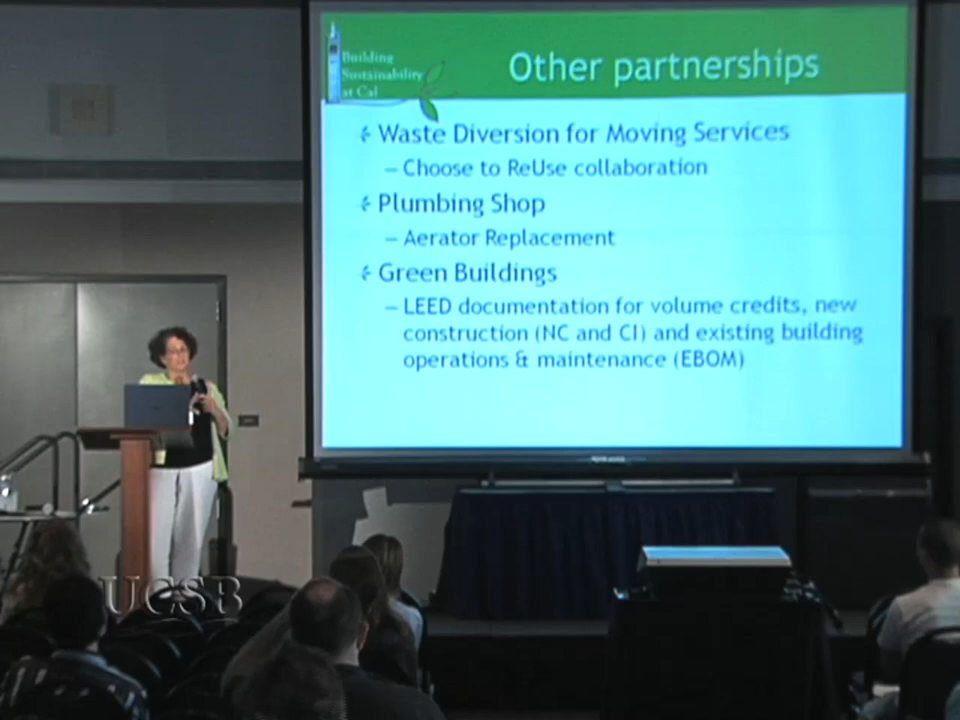 Building
Sustainability
at Cal
Other partnerships
Waste Diversion for Moving Services
– Choose to ReUse collaboration
Plumbing Shop
– Aerator Replacement
Green Buildings
– LEED documentation for volume credits, new
construction (NC and CI) and existing building
operations & maintenance (EBOM)
UCSB